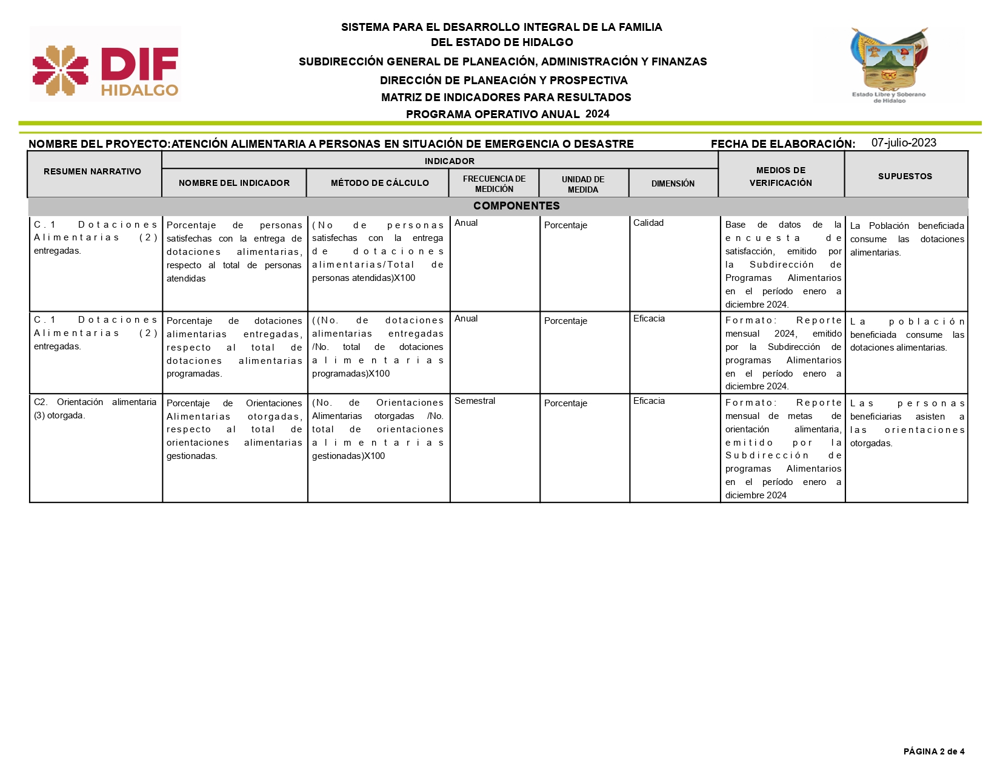 SISTEMA PARA EL DESARROLLO INTEGRAL DE LA FAMILIA
DEL ESTADO DE HIDALGO
SUBDIRECCIÓN GENERAL DE PLANEACIÓN, ADMINISTRACIÓN Y FINANZAS
DIRECCIÓN DE PLANEACIÓN Y PROSPECTIVA
MATRIZ DE INDICADORES PARA RESULTADOS
PROGRAMA OPERATIVO ANUAL 2024
DIF
HIDALGO
Estado Libre y Soberano
de Hidalgo
NOMBRE DEL PROYECTO:ATENCIÓN ALIMENTARIA A PERSONAS EN SITUACIÓN DE EMERGENCIA O DESASTRE
FECHA DE ELABORACIÓN: 07-julio-2023
RESUMEN NARRATIVO
INDICADOR
NOMBRE DEL INDICADOR
MÉTODO DE CÁLCULO
FRECUENCIA DE
MEDICIÓN
UNIDAD DE
MEDIDA
DIMENSIÓN
MEDIOS DE
VERIFICACIÓN
SUPUESTOS
COMPONENTES
C.1 Dotaciones
Alimentarias (2)
entregadas.
Porcentaje de personas
satisfechas con la entrega de
dotaciones alimentarias,
respecto al total de personas
atendidas
(No de personas
satisfechas con la entrega
de dotaciones
alimentarias/Total de
personas atendidas)X100
Anual
Porcentaje
Calidad
Base de datos de la
encuesta de
satisfacción, emitido por
la Subdirección de
Programas Alimentarios
en el período enero a
diciembre 2024.
La Población beneficiada
consume las dotaciones
alimentarias.
C.1 Dotaciones
Alimentarias (2)
entregadas.
Porcentaje de dotaciones
alimentarias entregadas,
respecto al total de
dotaciones alimentarias
programadas.
((No. de dotaciones
alimentarias entregadas
/No. total de dotaciones
alimentarias
programadas)X100
Anual
Porcentaje
Eficacia
Formato: Reporte
mensual 2024, emitido
por la Subdirección de
programas Alimentarios
en el período enero a
diciembre 2024.
La población
beneficiada consume las
dotaciones alimentarias.
C2. Orientación alimentaria
(3) otorgada.
Porcentaje de Orientaciones
Alimentarias otorgadas,
respecto al total de
orientaciones alimentarias
gestionadas.
(No. de Orientaciones
Alimentarias otorgadas /No.
total de orientaciones
alimentarias
gestionadas)X100
Semestral
Porcentaje
Eficacia
Formato: Reporte
mensual de metas de
orientación alimentaria,
emitido por la
Subdirección de
programas Alimentarios
en el período enero a
diciembre 2024
Las personas
beneficiarias asisten a
las orientaciones
otorgadas.
PÁGINA 2 de 4